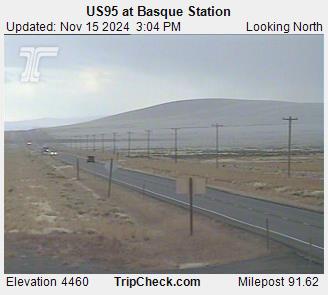 US95 at Basque Station
Updated: Nov 15 2024 3:04 PM Looking North
Elevation 4460 TripCheck.com Milepost 91.62